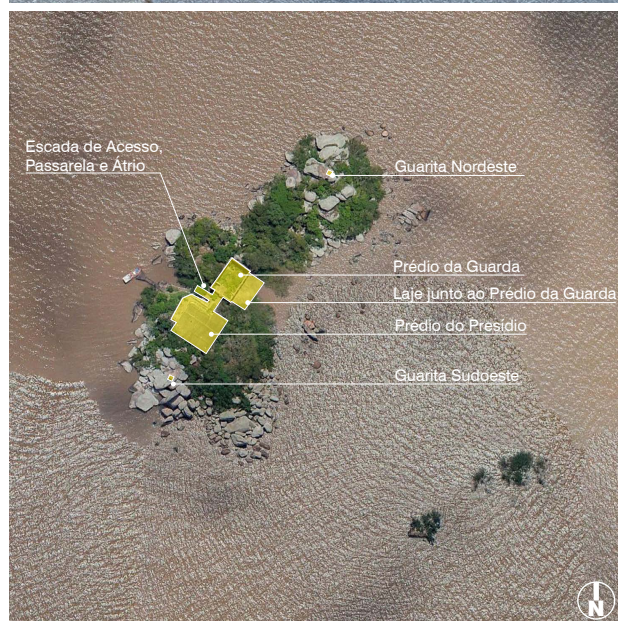 Escada de Acesso,
Passarela e Átrio
Guarita Nordeste
Prédio da Guarda
Laje junto ao Prédio da Guarda
Prédio do Presídio
Guarita Sudoeste
N